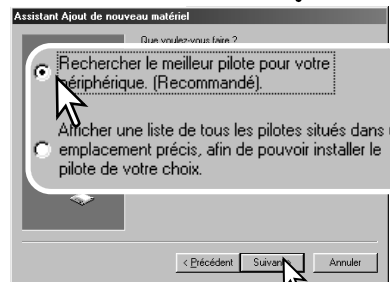 Assistant Ajout de nouveau matériel
Que voulez-vous faire ?
Rechercher le meilleur pilote pour votre
périphérique. (Recommandé).
Afficher une liste de tous les pilotes situés dans
emplacement précis, afin de pouvoir installer le
pilote de votre choix.
< Précédent Suivant Annuler